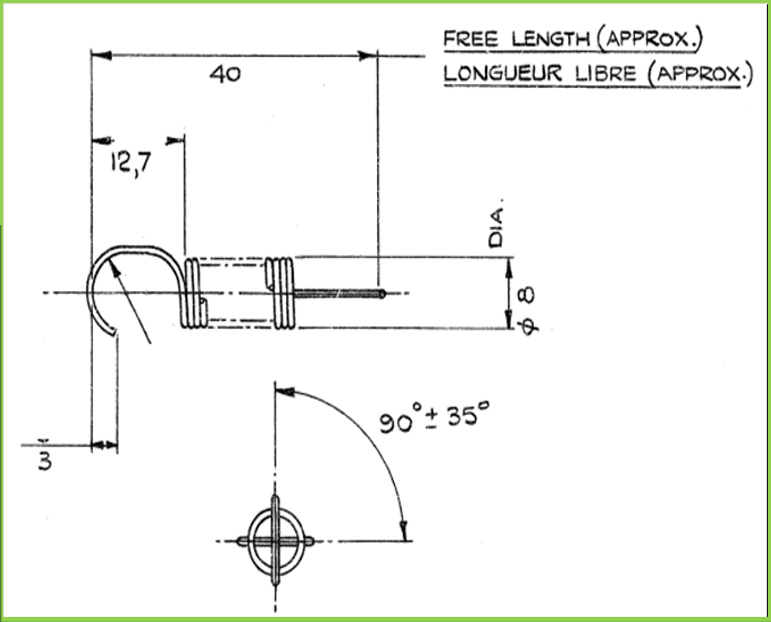 FREE LENGTH (APPROX.)
LONGUEUR LIBRE (APPROX.)
40
12,7
DIA.
φ 8
90° ± 35°
3